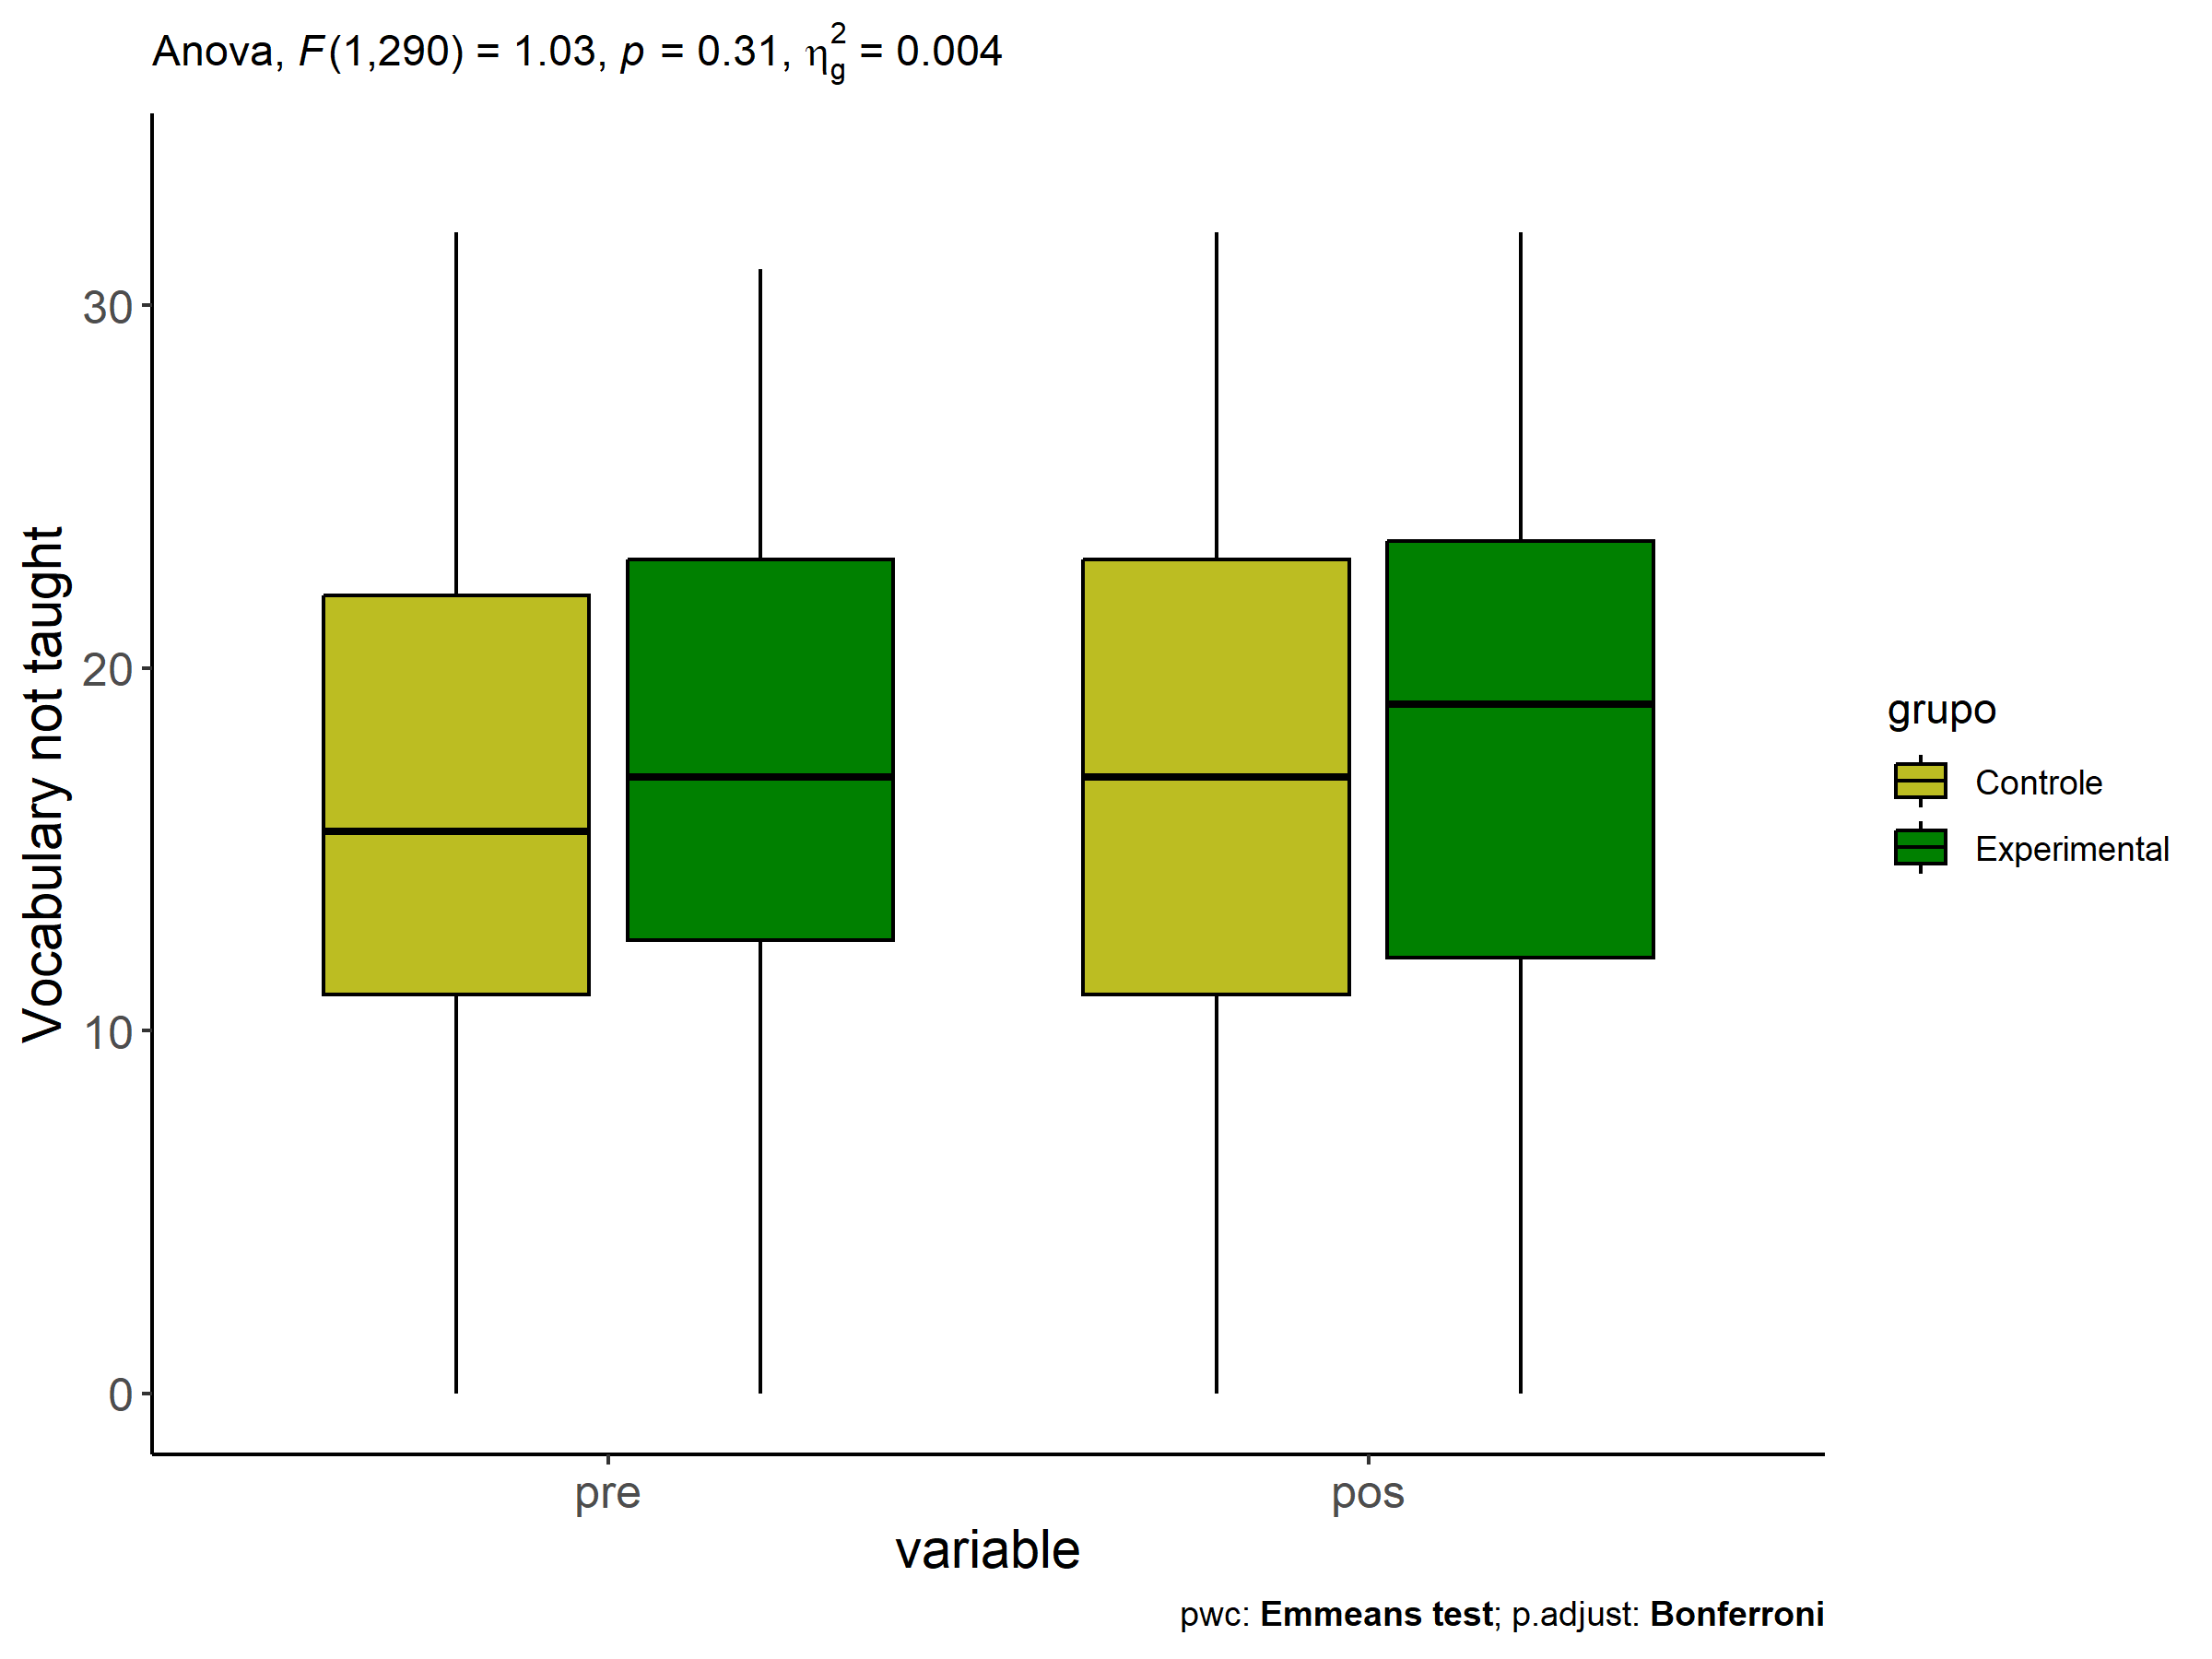 Anova, F(1,290) = 1.03, p = 0.31, η²g = 0.004
Vocabulary not taught
30
20
10
0
pre
pos
variable
grupo
Controle
Experimental
pwc: Emmeans test; p.adjust: Bonferroni